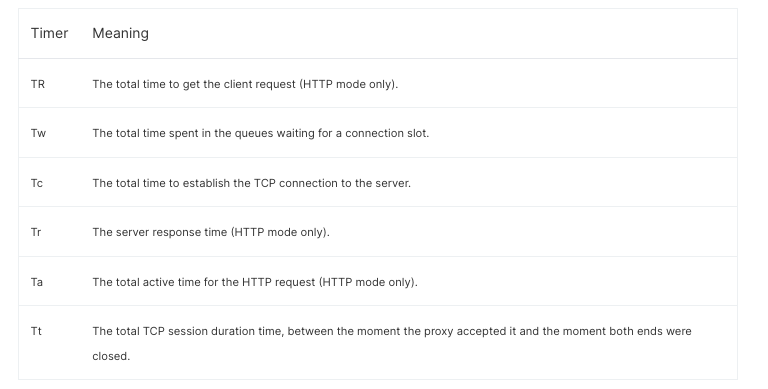 Timer Meaning
TR The total time to get the client request (HTTP mode only).
Tw The total time spent in the queues waiting for a connection slot.
Tc The total time to establish the TCP connection to the server.
Tr The server response time (HTTP mode only).
Ta The total active time for the HTTP request (HTTP mode only).
Tt The total TCP session duration time, between the moment the proxy accepted it and the moment both ends were
closed.